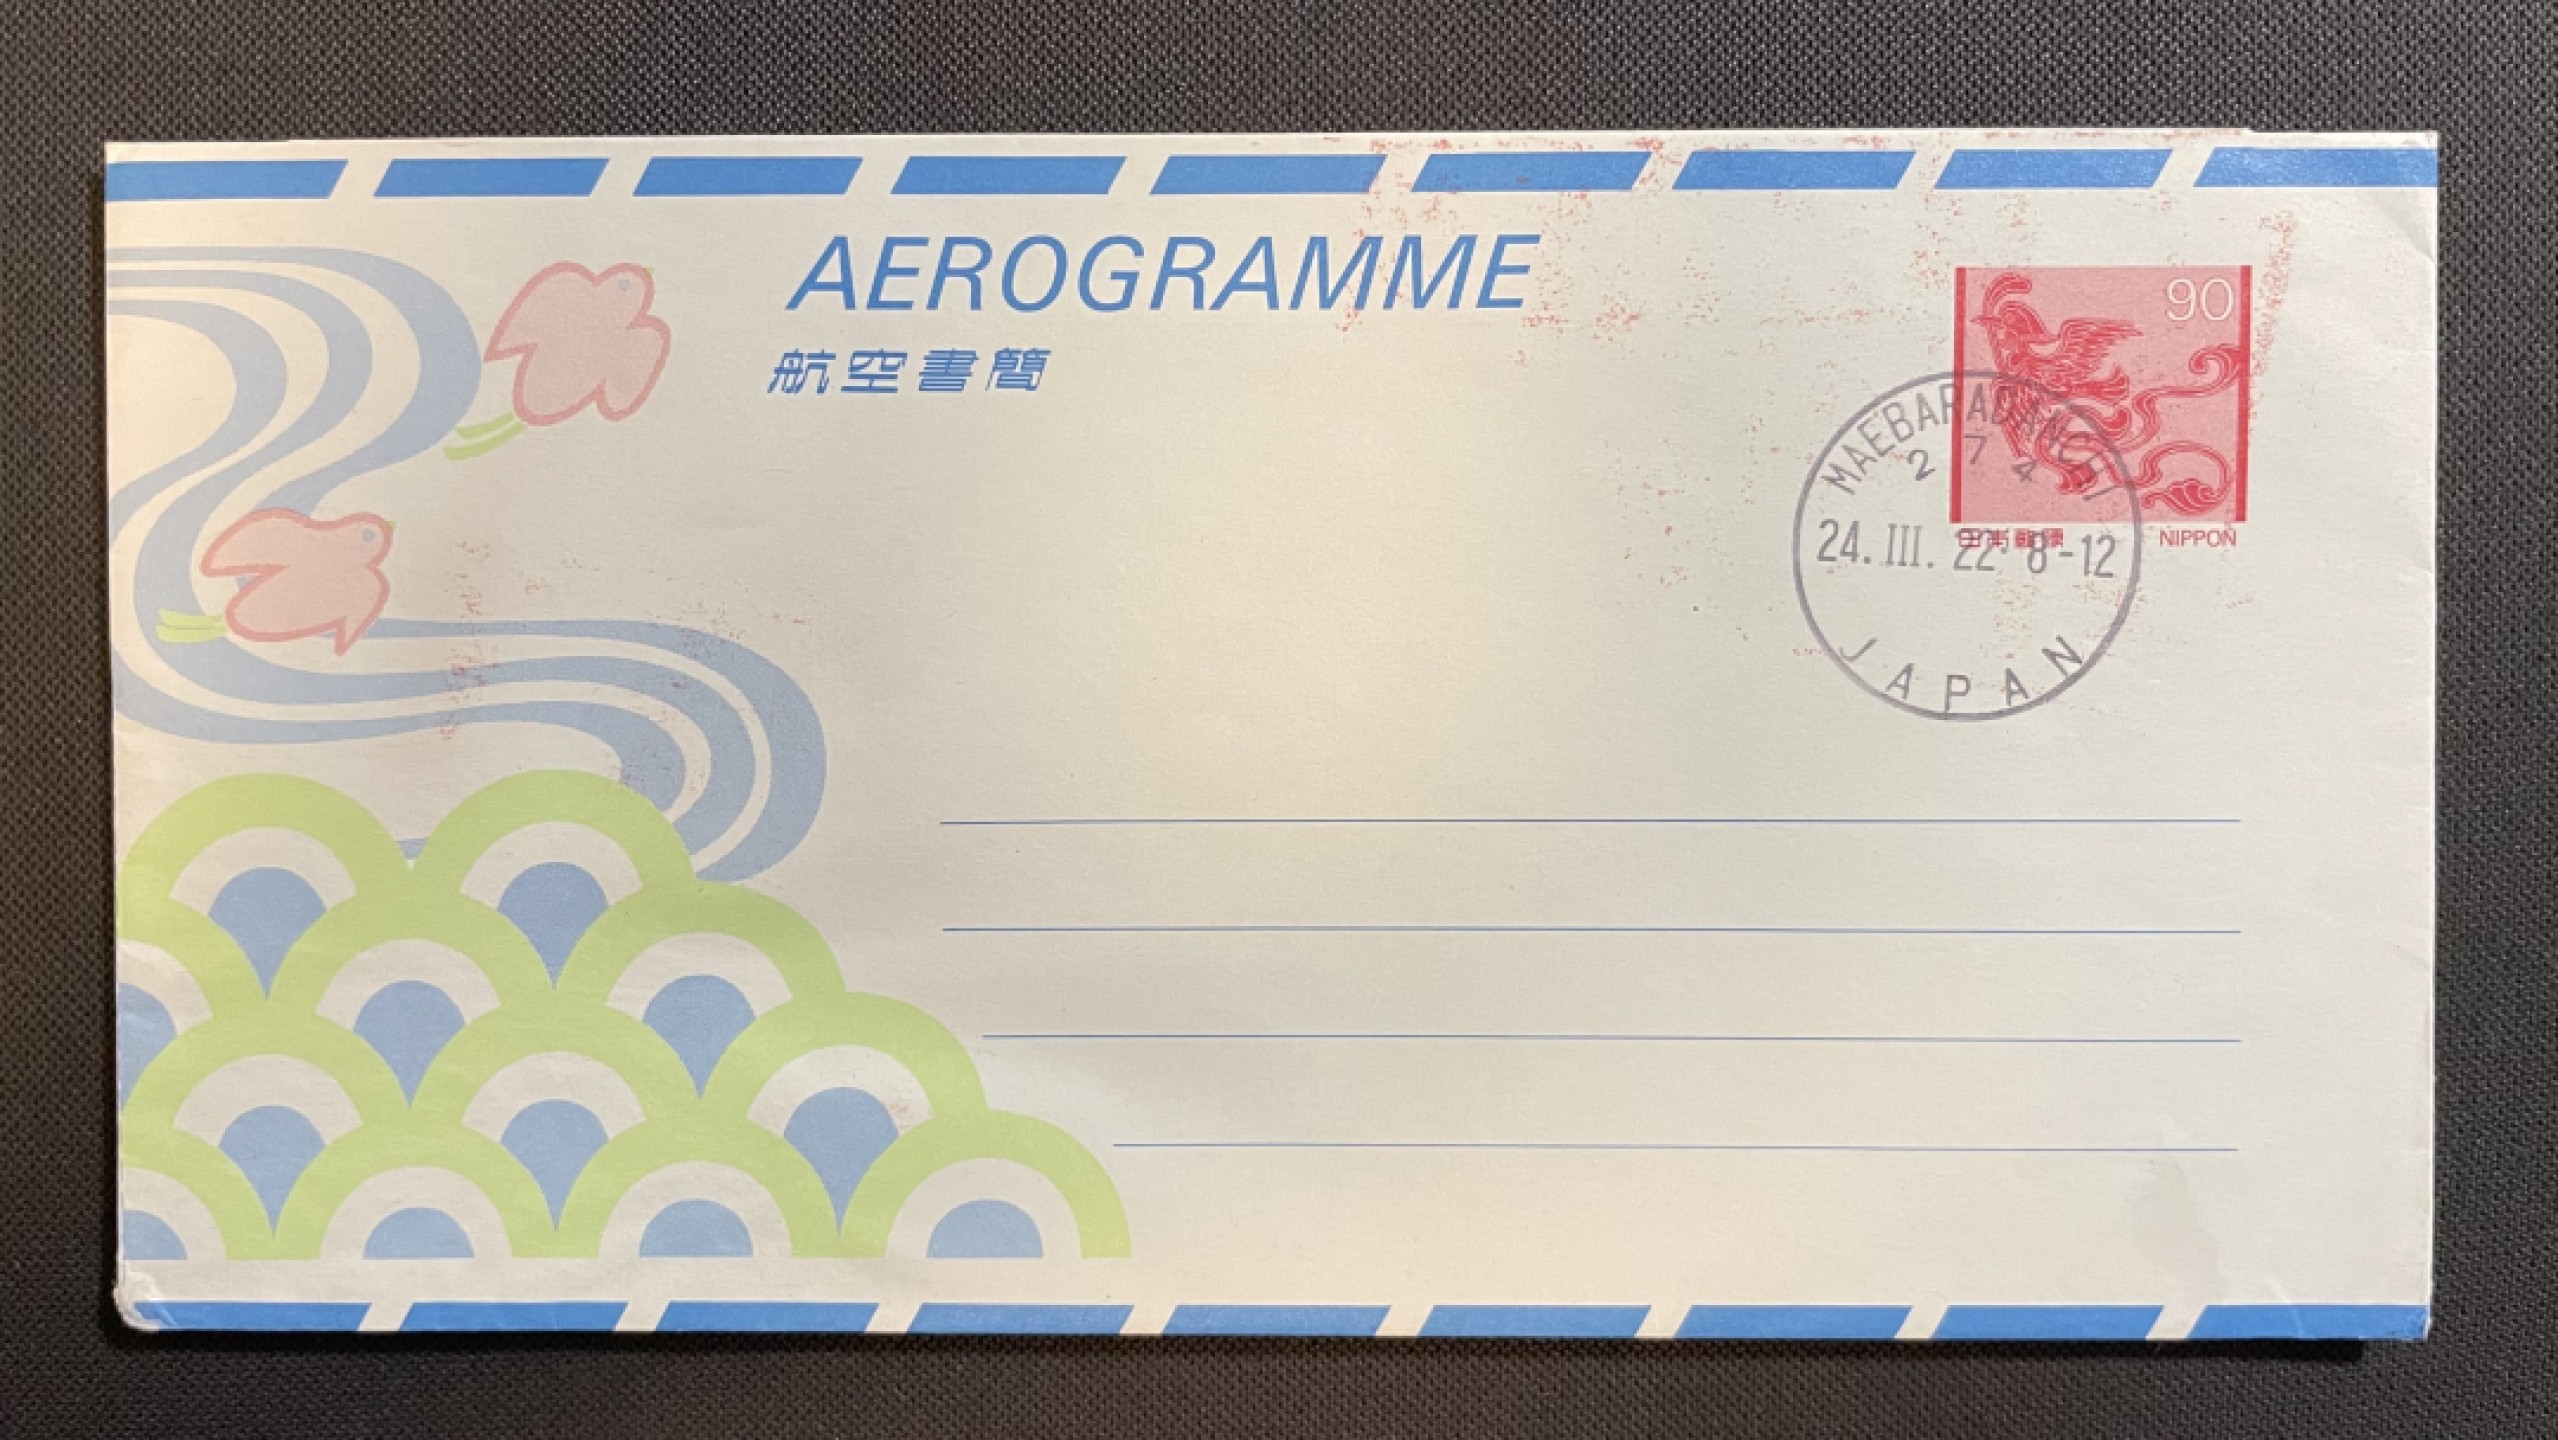 AEROGRAMME
航空書簡
90
日本郵便 NIPPON
MAEBARADANCHI
274
24.III.22 8-12
JAPAN